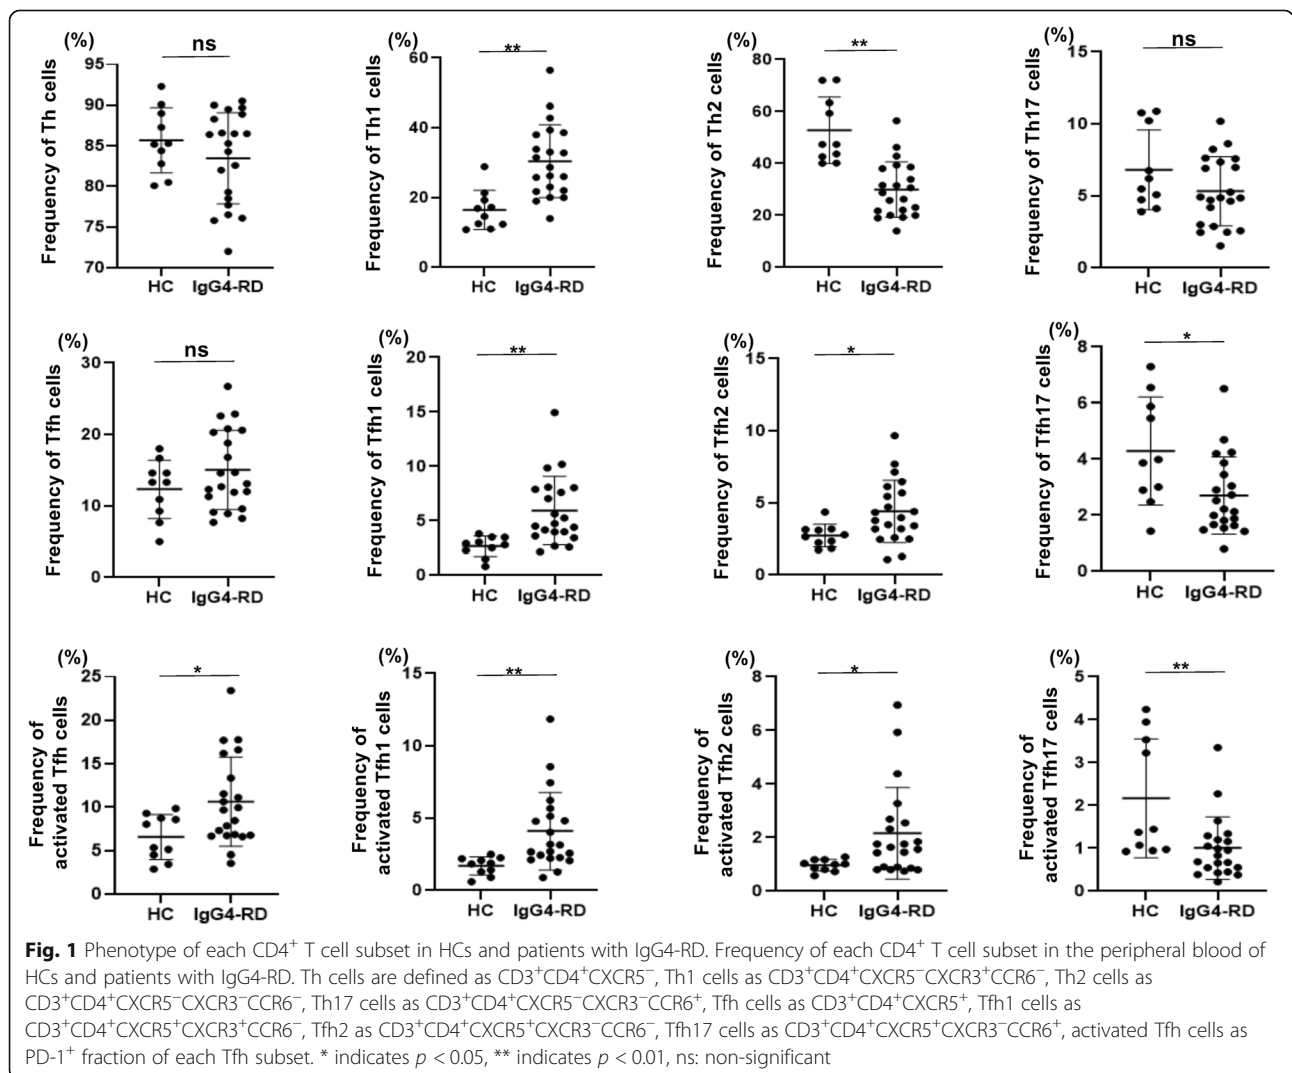 (%)
ns
Frequency of Th cells
95
90
85
80
75
70
HC IgG4-RD
(%)
**
Frequency of Th1 cells
60
40
20
0
HC IgG4-RD
(%)
**
Frequency of Th2 cells
80
60
40
20
0
HC IgG4-RD
(%)
ns
Frequency of Th17 cells
15
10
5
0
HC IgG4-RD
(%)
ns
Frequency of Tfh cells
30
20
10
0
HC IgG4-RD
(%)
**
Frequency of Tfh1 cells
20
15
10
5
0
HC IgG4-RD
(%)
*
Frequency of Tfh2 cells
15
10
5
0
HC IgG4-RD
(%)
*
Frequency of Tfh17 cells
8
6
4
2
0
HC IgG4-RD
(%)
*
Frequency of
activated Tfh cells
25
20
15
10
5
0
HC IgG4-RD
(%)
**
Frequency of
activated Tfh1 cells
15
10
5
0
HC IgG4-RD
(%)
*
Frequency of
activated Tfh2 cells
8
6
4
2
0
HC IgG4-RD
(%)
**
Frequency of
activated Tfh17 cells
5
4
3
2
1
0
HC IgG4-RD
Fig. 1 Phenotype of each CD4⁺ T cell subset in HCs and patients with IgG4-RD. Frequency of each CD4⁺ T cell subset in the peripheral blood of
HCs and patients with IgG4-RD. Th cells are defined as CD3⁺CD4⁺CXCR5⁻, Th1 cells as CD3⁺CD4⁺CXCR5⁻CXCR3⁺CCR6⁻, Th2 cells as
CD3⁺CD4⁺CXCR5⁻CXCR3⁻CCR6⁻, Th17 cells as CD3⁺CD4⁺CXCR5⁻CXCR3⁻CCR6⁺, Tfh cells as CD3⁺CD4⁺CXCR5⁺, Tfh1 cells as
CD3⁺CD4⁺CXCR5⁺CXCR3⁺CCR6⁻, Tfh2 as CD3⁺CD4⁺CXCR5⁺CXCR3⁻CCR6⁻, Tfh17 cells as CD3⁺CD4⁺CXCR5⁺CXCR3⁻CCR6⁺, activated Tfh cells as
PD-1⁺ fraction of each Tfh subset. * indicates p < 0.05, ** indicates p < 0.01, ns: non-significant